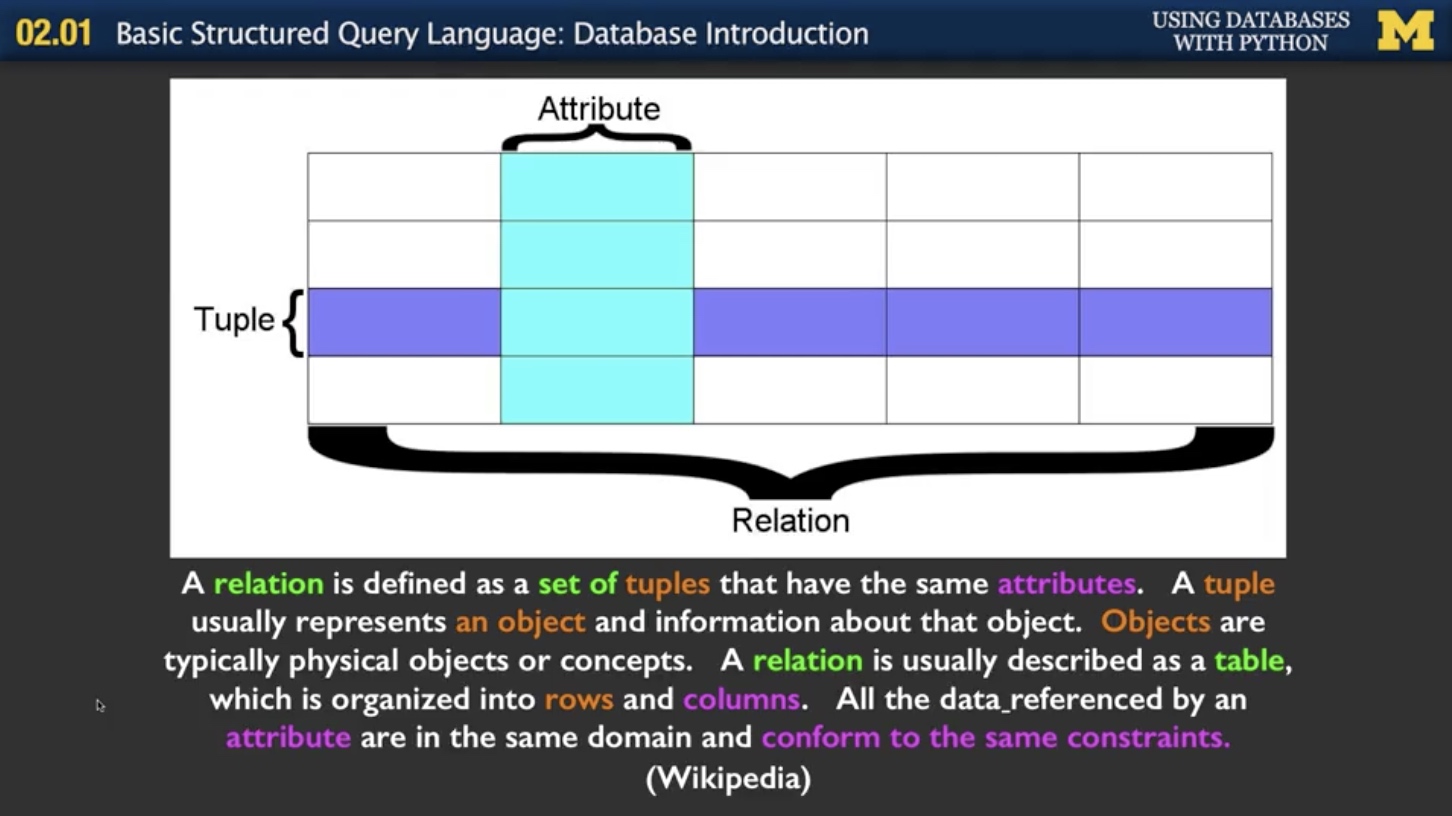 02.01 Basic Structured Query Language: Database Introduction
USING DATABASES
WITH PYTHON
M
Attribute
Tuple
Relation
A relation is defined as a set of tuples that have the same attributes. A tuple
usually represents an object and information about that object. Objects are
typically physical objects or concepts. A relation is usually described as a table,
which is organized into rows and columns. All the data_referenced by an
attribute are in the same domain and conform to the same constraints.
(Wikipedia)